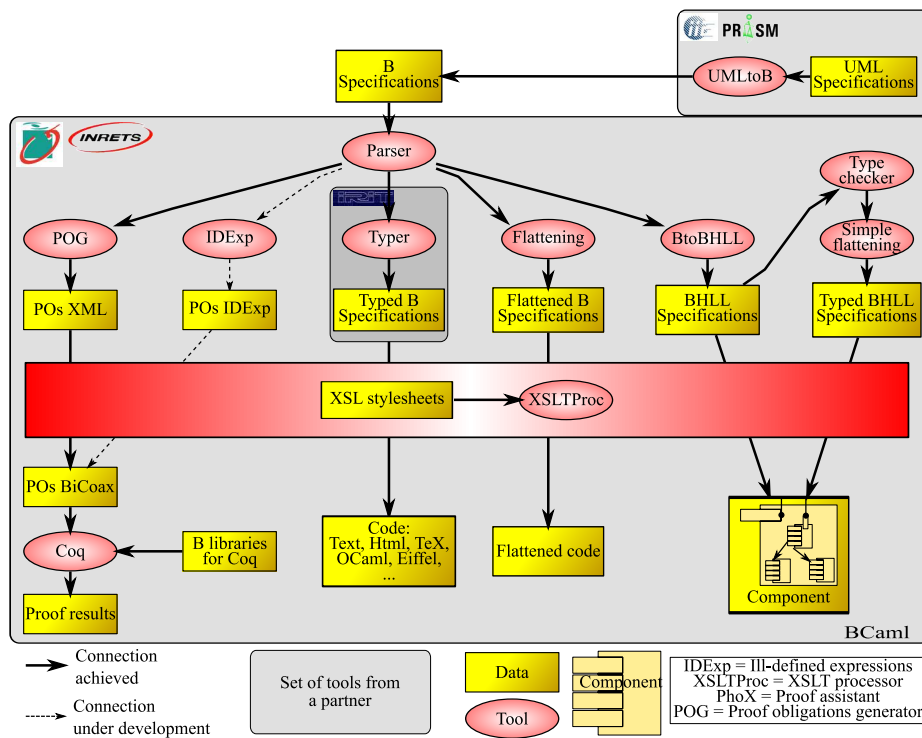 PRiSM
B
Specifications
UMLtoB
UML
Specifications
INRETS
Parser
Type
checker
IRIT
POG
IDExp
Typer
Flattening
BtoBHLL
Simple
flattening
POs XML
POs IDExp
Typed B
Specifications
Flattened B
Specifications
BHLL
Specifications
Typed BHLL
Specifications
XSL stylesheets
XSLTProc
POs BiCoax
Code:
Text, Html, TeX,
OCaml, Eiffel,
...
Coq
B libraries
for Coq
Flattened code
Component
Proof results
BCaml
Connection
achieved
Connection
under development
Set of tools from
a partner
Data
Tool
Component
IDExp = Ill-defined expressions
XSLTProc = XSLT processor
PhoX = Proof assistant
POG = Proof obligations generator